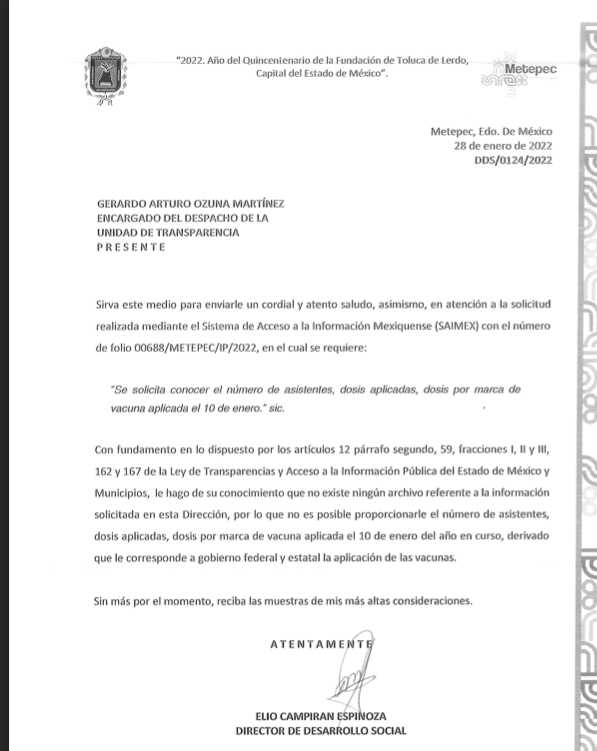 "2022. Año del Quincentenario de la Fundación de Toluca de Lerdo,
Capital del Estado de México".
Metepec
Metepec, Edo. De México
28 de enero de 2022
DDS/0124/2022
GERARDO ARTURO OZUNA MARTÍNEZ
ENCARGADO DEL DESPACHO DE LA
UNIDAD DE TRANSPARENCIA
P R E S E N T E
Sirva este medio para enviarle un cordial y atento saludo, asimismo, en atención a la solicitud
realizada mediante el Sistema de Acceso a la Información Mexiquense (SAIMEX) con el número
de folio 00688/METEPEC/IP/2022, en el cual se requiere:
"Se solicita conocer el número de asistentes, dosis aplicadas, dosis por marca de
vacuna aplicada el 10 de enero." sic.
Con fundamento en lo dispuesto por los artículos 12 párrafo segundo, 59, fracciones I, II y III,
162 y 167 de la Ley de Transparencias y Acceso a la Información Pública del Estado de México y
Municipios, le hago de su conocimiento que no existe ningún archivo referente a la información
solicitada en esta Dirección, por lo que no es posible proporcionarle el número de asistentes,
dosis aplicadas, dosis por marca de vacuna aplicada el 10 de enero del año en curso, derivado
que le corresponde a gobierno federal y estatal la aplicación de las vacunas.
Sin más por el momento, reciba las muestras de mis más altas consideraciones.
A T E N T A M E N T E
ELIO CAMPIRAN ESPINOZA
DIRECTOR DE DESARROLLO SOCIAL